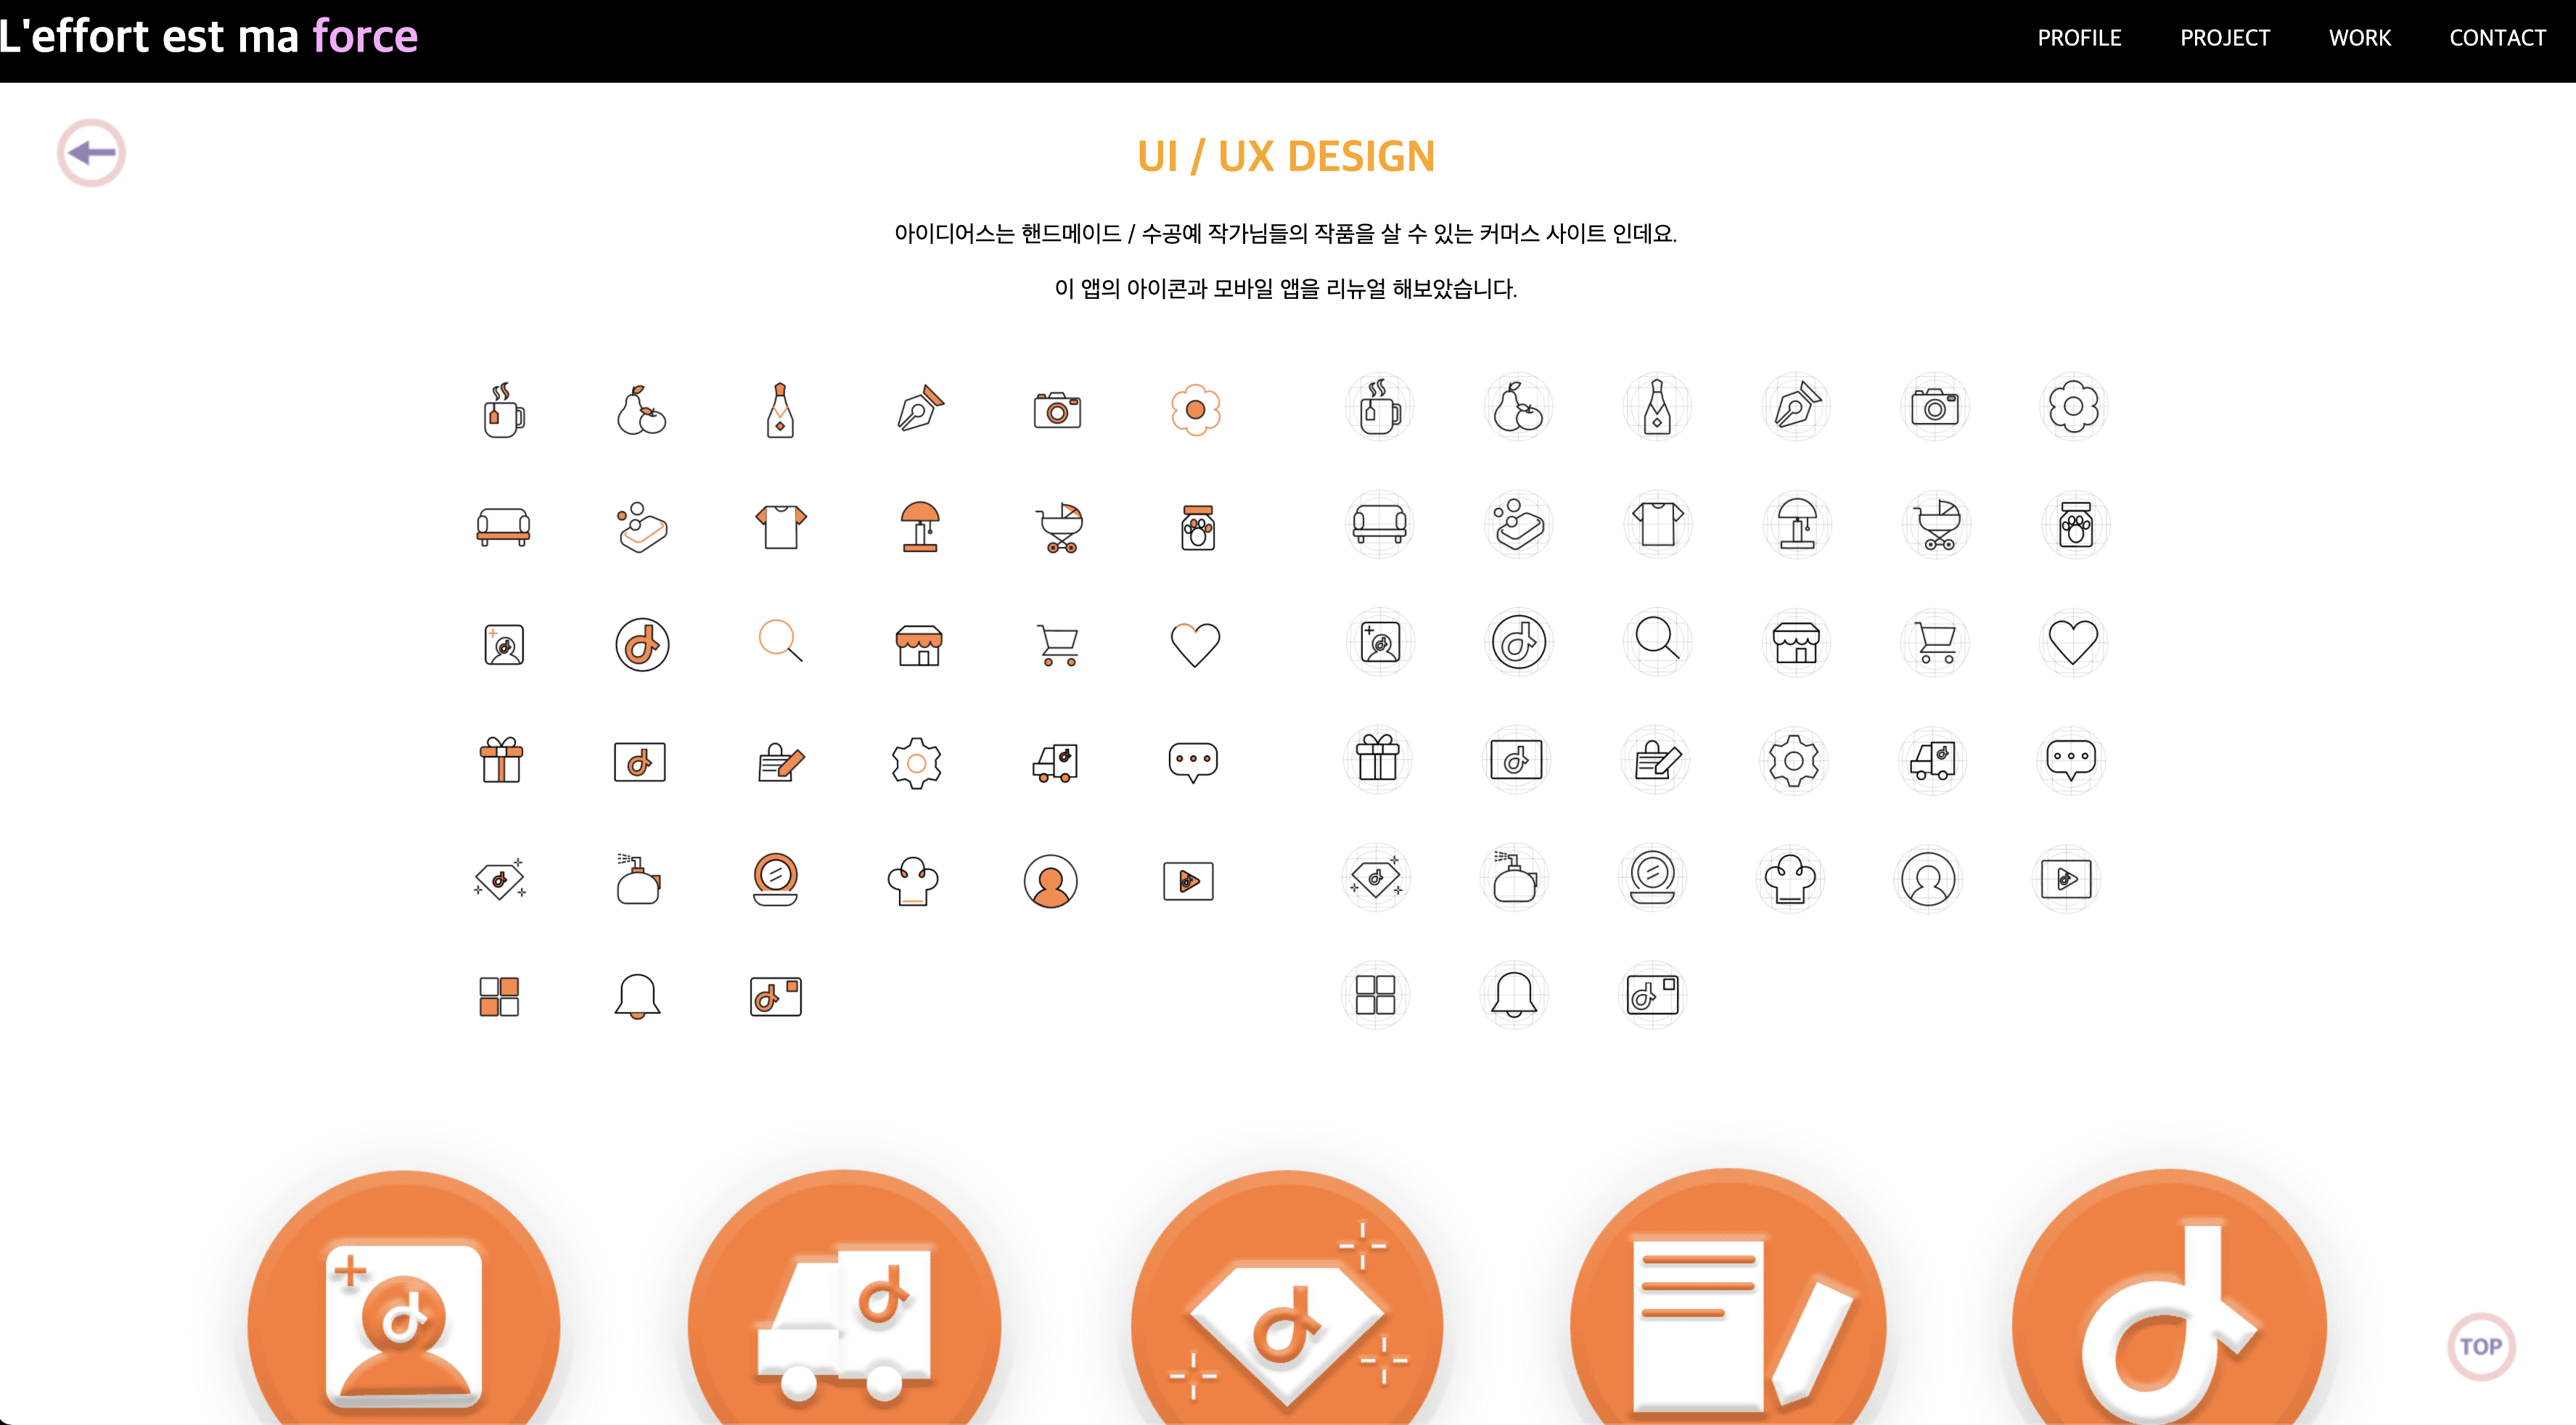 L'effort est ma force
PROFILE PROJECT WORK CONTACT
UI / UX DESIGN
아이디어스는 핸드메이드 / 수공예 작가님들의 작품을 살 수 있는 커머스 사이트 인데요.
이 앱의 아이콘과 모바일 앱을 리뉴얼 해보았습니다.
TOP